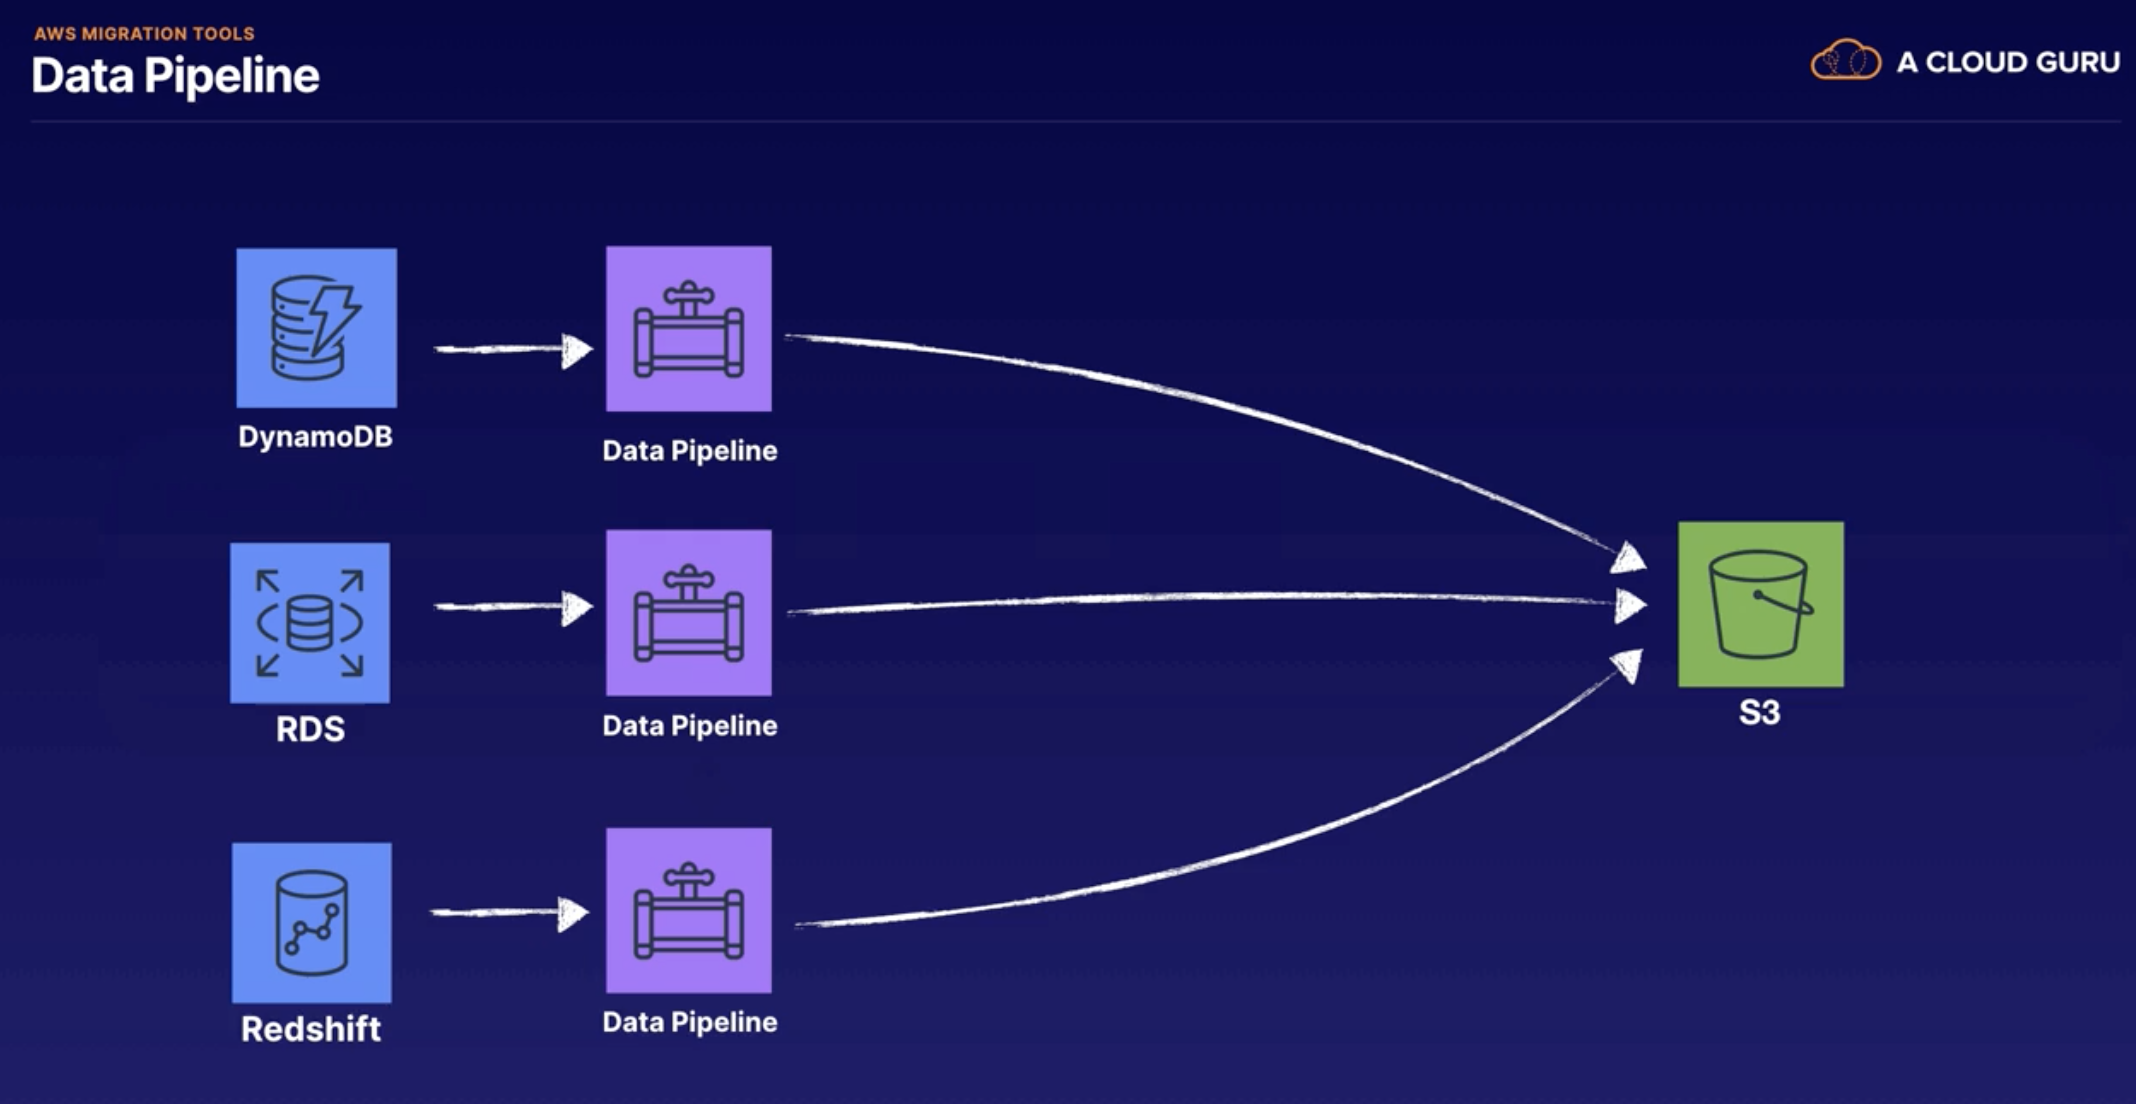 AWS MIGRATION TOOLS
Data Pipeline
A CLOUD GURU
DynamoDB
Data Pipeline
RDS
Data Pipeline
S3
Redshift
Data Pipeline